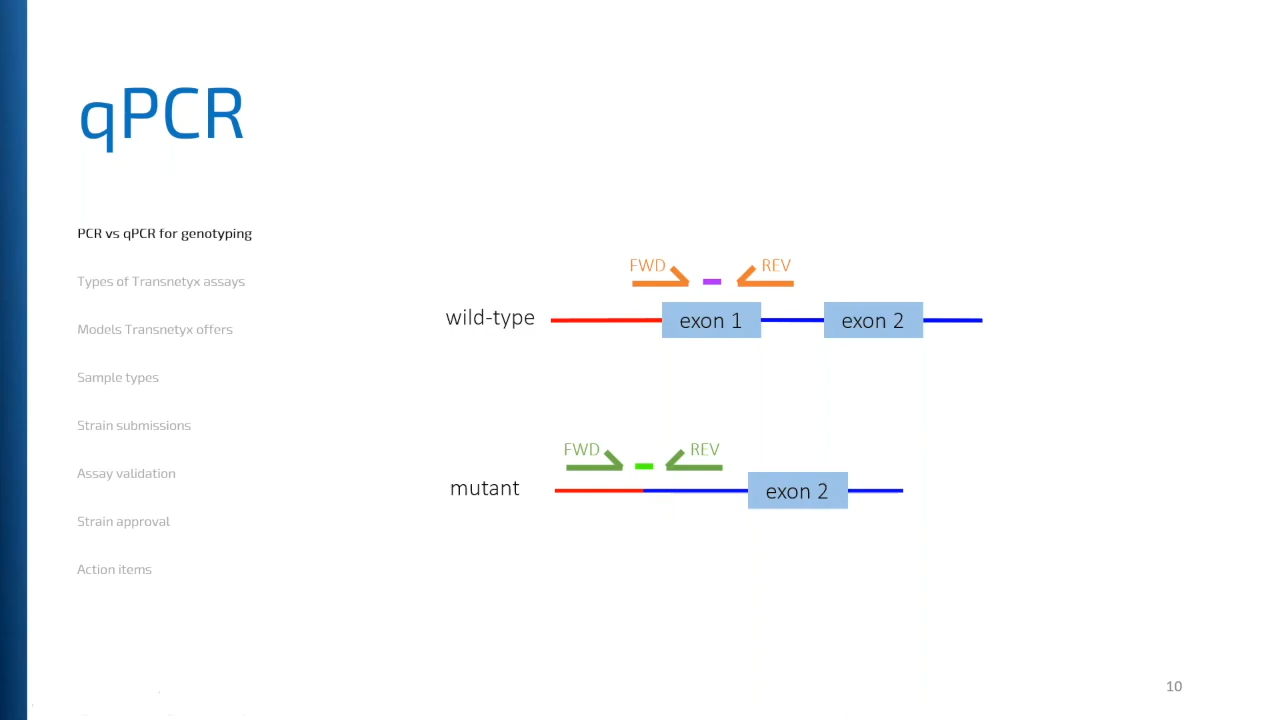 qPCR
PCR vs qPCR for genotyping
Types of Transnetyx assays
Models Transnetyx offers
Sample types
Strain submissions
Assay validation
Strain approval
Action items
FWD REV
wild-type exon 1 exon 2
FWD REV
mutant exon 2
10